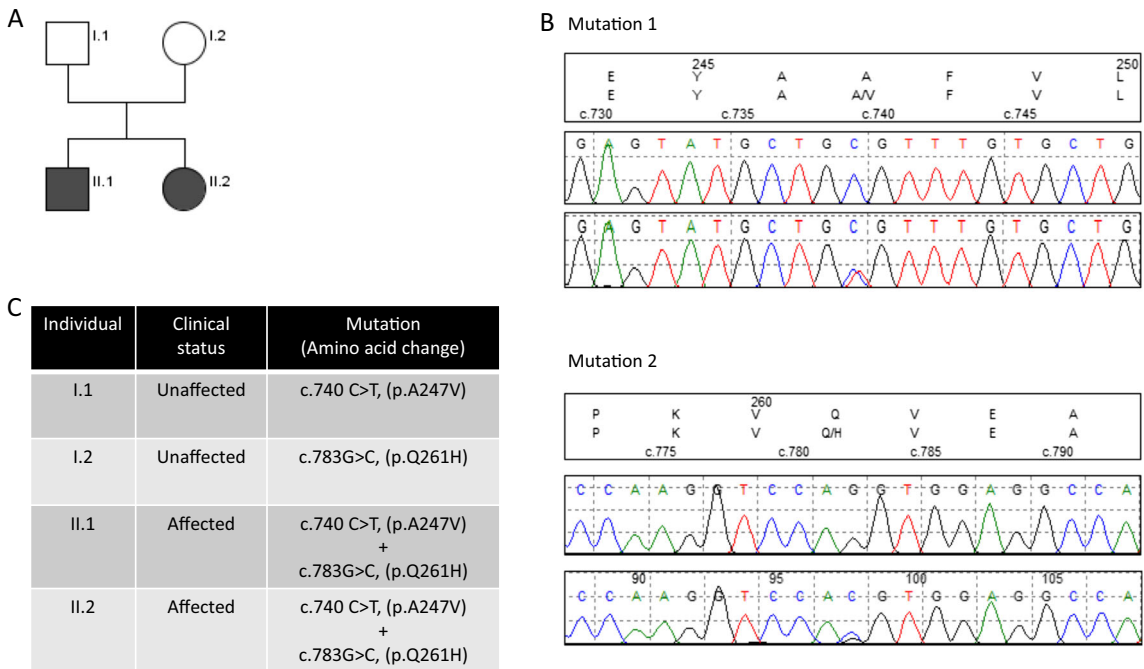 A
I.1
I.2
II.1
II.2
B
Mutation 1
245 250
E Y A A F V L
E Y A A/V F V L
c.730 c.735 c.740 c.745
G A G T A T G C T G C G T T T G T G C T G
G A G T A T G C T G C G T T T G T G C T G
Mutation 2
260
P K V Q V E A
P K V Q/H V E A
c.775 c.780 c.785 c.790
C C A A G G T C C A G G T G G A G G C C A
90 95 100 105
C C A A G G T C C A C G T G G A G G C C A
C
Individual Clinical status Mutation (Amino acid change)
I.1 Unaffected c.740 C>T, (p.A247V)
I.2 Unaffected c.783G>C, (p.Q261H)
II.1 Affected c.740 C>T, (p.A247V)
+
c.783G>C, (p.Q261H)
II.2 Affected c.740 C>T, (p.A247V)
+
c.783G>C, (p.Q261H)